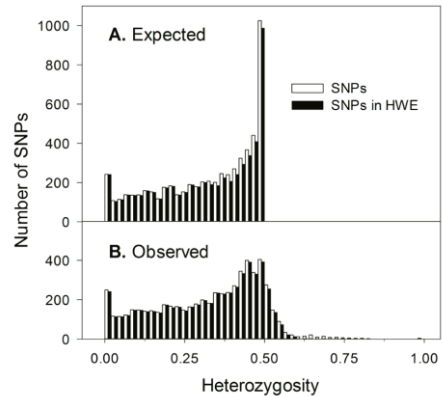 A. Expected
SNPs
SNPs in HWE
Number of SNPs
1000
800
600
400
200
0
B. Observed
400
200
0
0.00 0.25 0.50 0.75 1.00
Heterozygosity